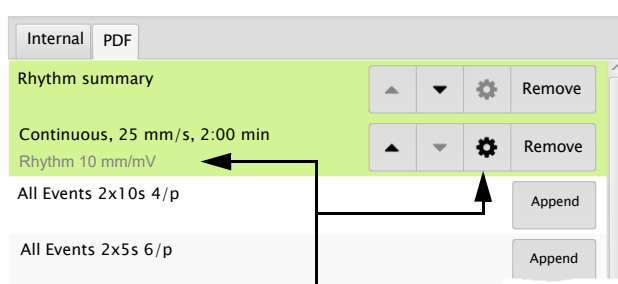 Internal PDF
Rhythm summary Remove
Continuous, 25 mm/s, 2:00 min Remove
Rhythm 10 mm/mV
All Events 2x10s 4/p Append
All Events 2x5s 6/p Append